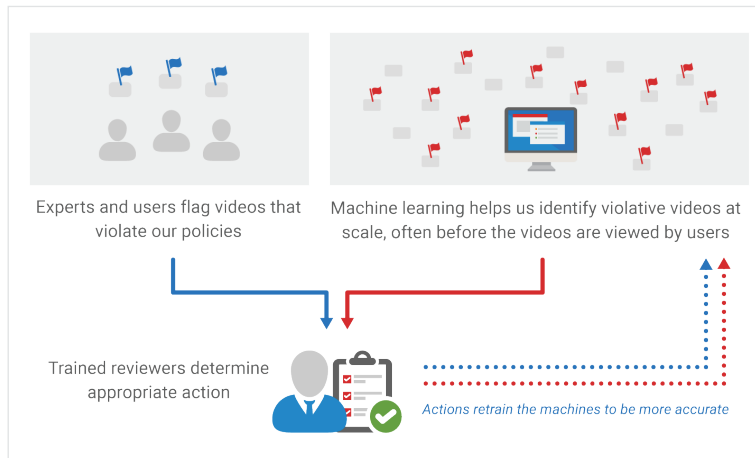 Experts and users flag videos that
violate our policies
Machine learning helps us identify violative videos at
scale, often before the videos are viewed by users
Trained reviewers determine
appropriate action
Actions retrain the machines to be more accurate